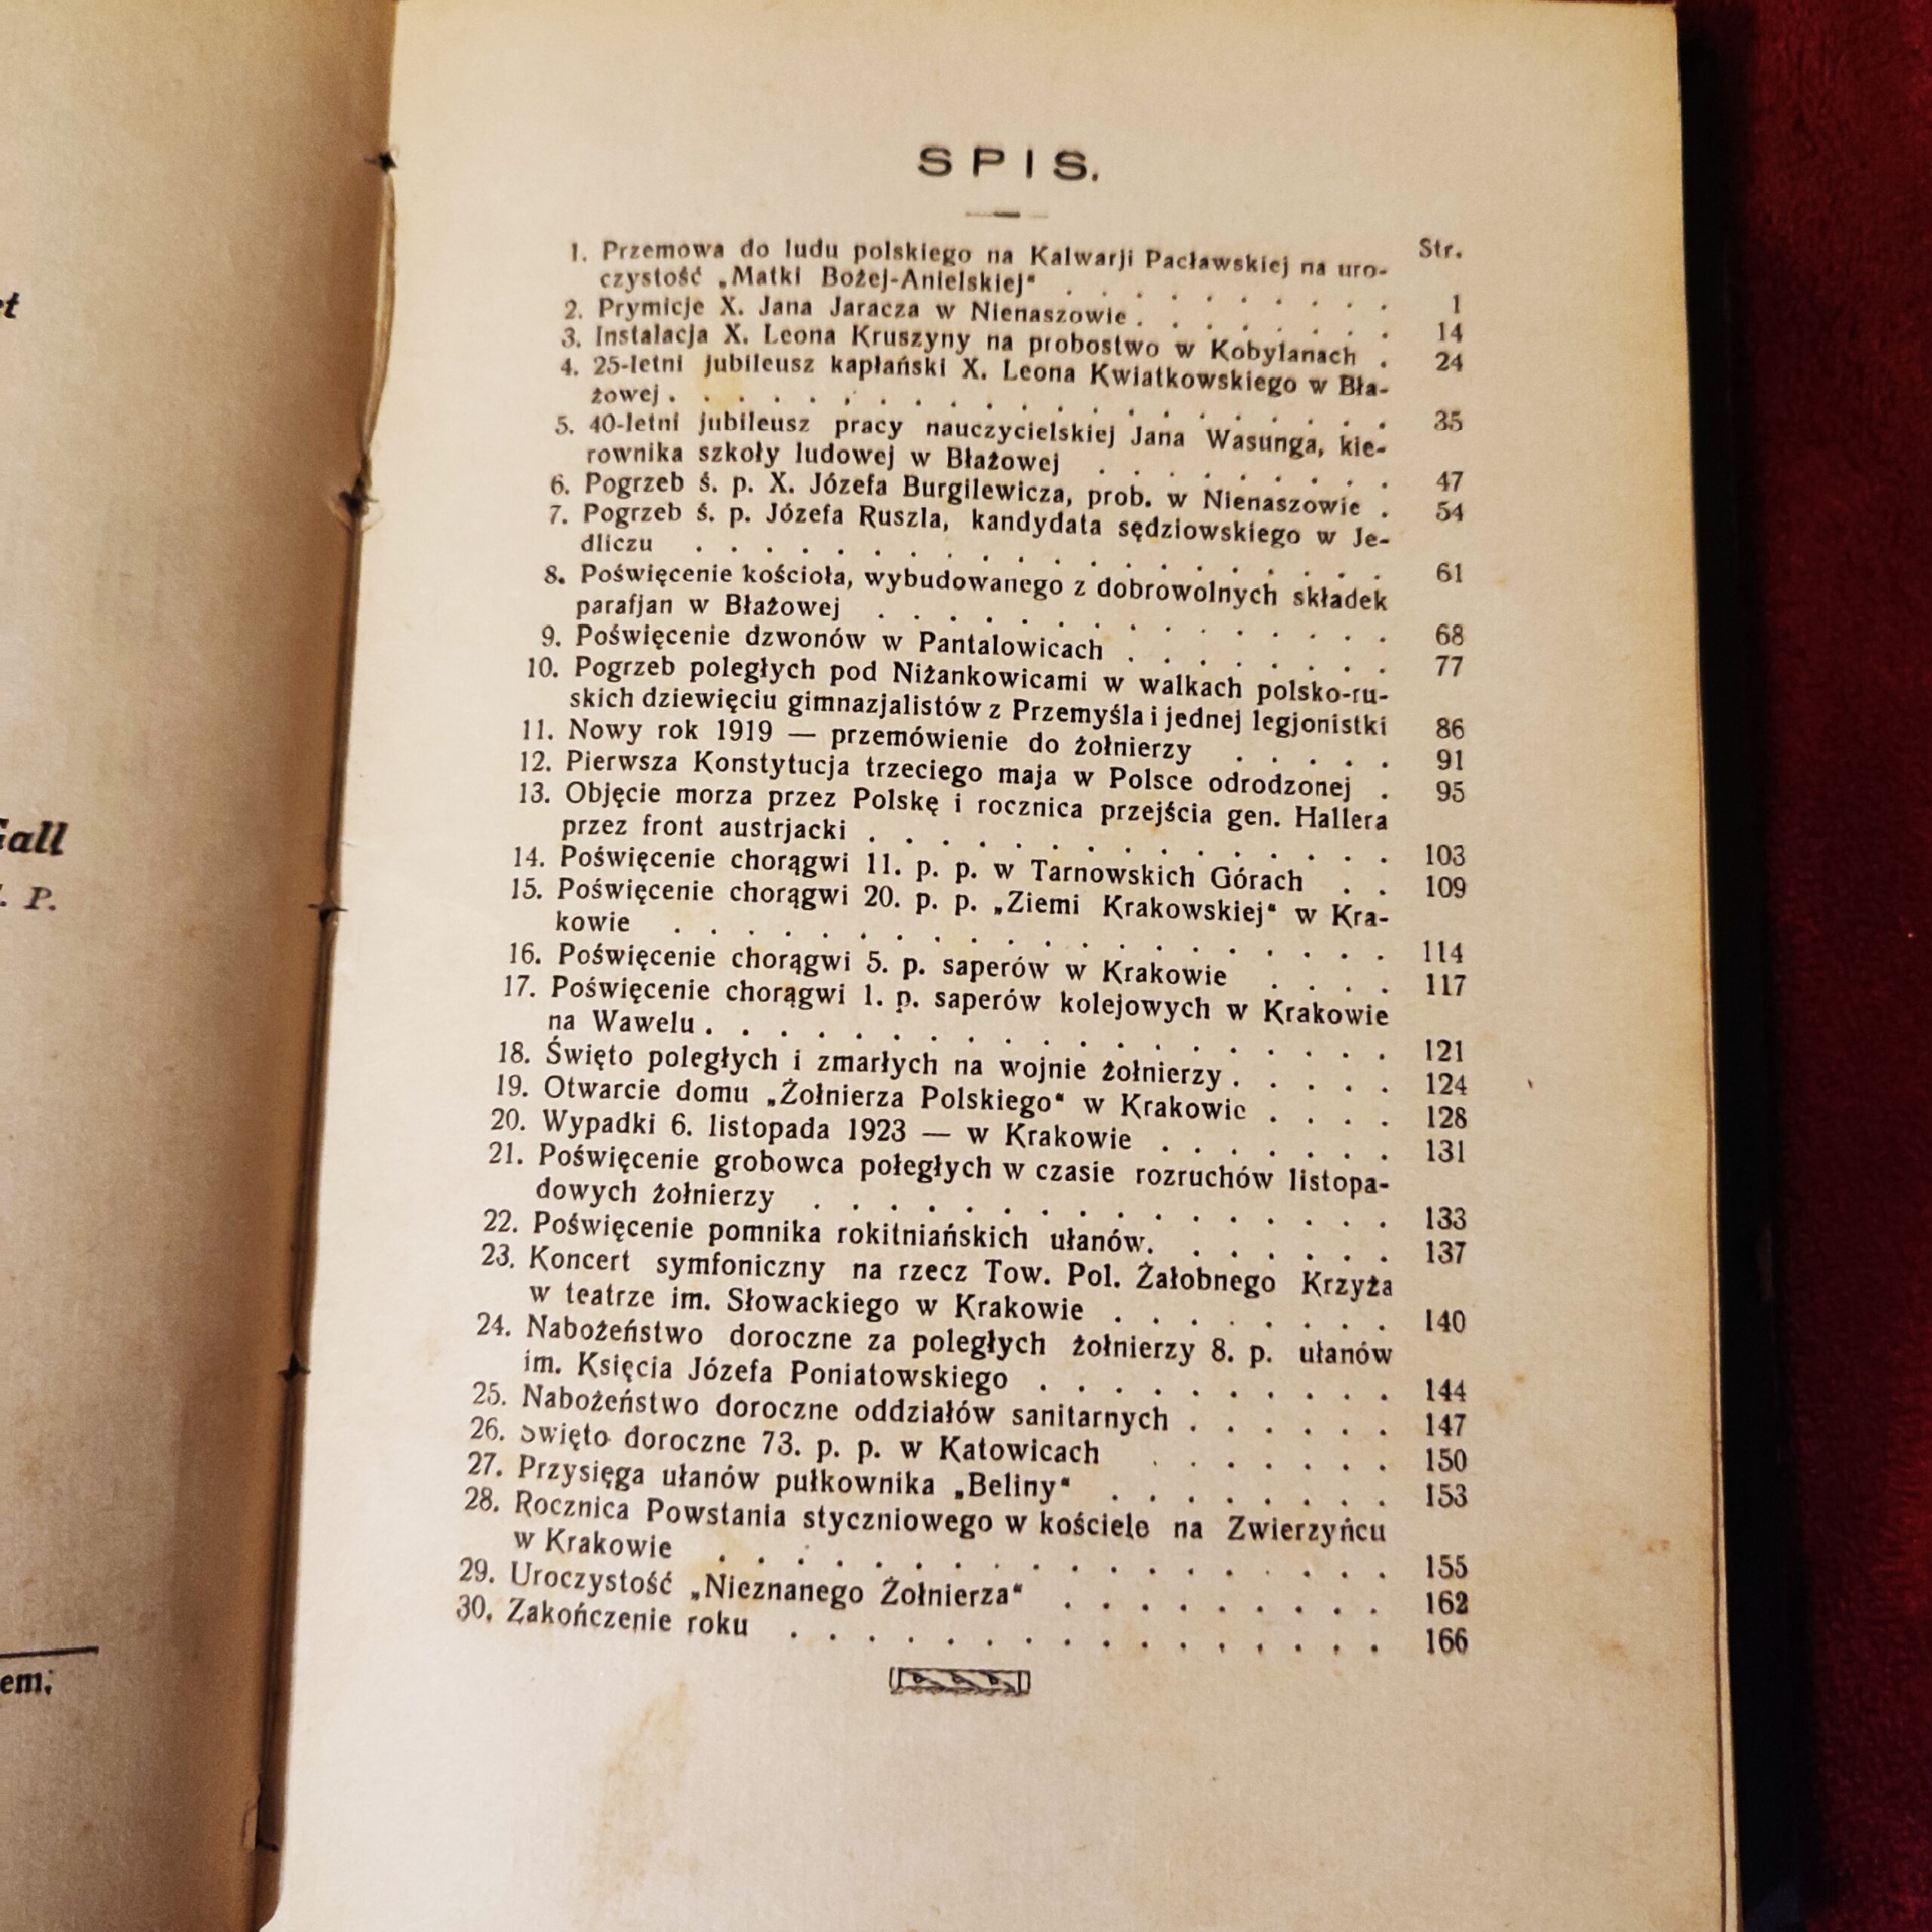 et
Gall
P.
em:
SPIS.
Str.
1. Przemowa do ludu polskiego na Kalwarji Pacławskiej na uro-
czystość „Matki Bożej-Anielskiej“ . . . . . . . . . . 1
2. Prymicje X. Jana Jaracza w Nienaszowie . . . . . . . . 14
3. Instalacja X. Leona Kruszyny na probostwo w Kobylanach . 24
4. 25-letni jubileusz kapłański X. Leona Kwiatkowskiego w Bła-
żowej . . . . . . . . . . . . . . . . . . . . 35
5. 40-letni jubileusz pracy nauczycielskiej Jana Wasunga, kie-
rownika szkoły ludowej w Błażowej . . . . . . . . . 47
6. Pogrzeb ś. p. X. Józefa Burgilewicza, prob. w Nienaszowie . 54
7. Pogrzeb ś. p. Józefa Ruszla, kandydata sędziowskiego w Je-
dliczu . . . . . . . . . . . . . . . . . . . . 61
8. Poświęcenie kościoła, wybudowanego z dobrowolnych składek
parafjan w Błażowej . . . . . . . . . . . . . . . 68
9. Poświęcenie dzwonów w Pantalowicach . . . . . . . . 77
10. Pogrzeb poległych pod Niżankowicami w walkach polsko-ru-
skich dziewięciu gimnazjalistów z Przemyśla i jednej legjonistki 86
11. Nowy rok 1919 — przemówienie do żołnierzy . . . . . 91
12. Pierwsza Konstytucja trzeciego maja w Polsce odrodzonej . 95
13. Objęcie morza przez Polskę i rocznica przejścia gen. Hallera
przez front austrjacki . . . . . . . . . . . . . . . 103
14. Poświęcenie chorągwi 11. p. p. w Tarnowskich Górach . . 109
15. Poświęcenie chorągwi 20. p. p. „Ziemi Krakowskiej“ w Kra-
kowie . . . . . . . . . . . . . . . . . . . . 114
16. Poświęcenie chorągwi 5. p. saperów w Krakowie . . . . 117
17. Poświęcenie chorągwi 1. p. saperów kolejowych w Krakowie
na Wawelu . . . . . . . . . . . . . . . . . . . 121
18. Święto poległych i zmarłych na wojnie żołnierzy . . . . . 124
19. Otwarcie domu „Żołnierza Polskiego“ w Krakowie . . . . 128
20. Wypadki 6. listopada 1923 — w Krakowie . . . . . . . 131
21. Poświęcenie grobowca połegłych w czasie rozruchów listopa-
dowych żołnierzy . . . . . . . . . . . . . . . . 133
22. Poświęcenie pomnika rokitniańskich ułanów. . . . . . . 137
23. Koncert symfoniczny na rzecz Tow. Pol. Żałobnego Krzyża
w teatrze im. Słowackiego w Krakowie . . . . . . . . 140
24. Nabożeństwo doroczne za poległych żołnierzy 8. p. ułanów
im. Księcia Józefa Poniatowskiego . . . . . . . . . . 144
25. Nabożeństwo doroczne oddziałów sanitarnych . . . . . . 147
26. Święto doroczne 73. p. p. w Katowicach . . . . . . . 150
27. Przysięga ułanów pułkownika „Beliny“ . . . . . . . . 153
28. Rocznica Powstania styczniowego w kościele na Zwierzyńcu
w Krakowie . . . . . . . . . . . . . . . . . . 155
29. Uroczystość „Nieznanego Żołnierza“ . . . . . . . . . 162
30. Zakończenie roku . . . . . . . . . . . . . . . . 166